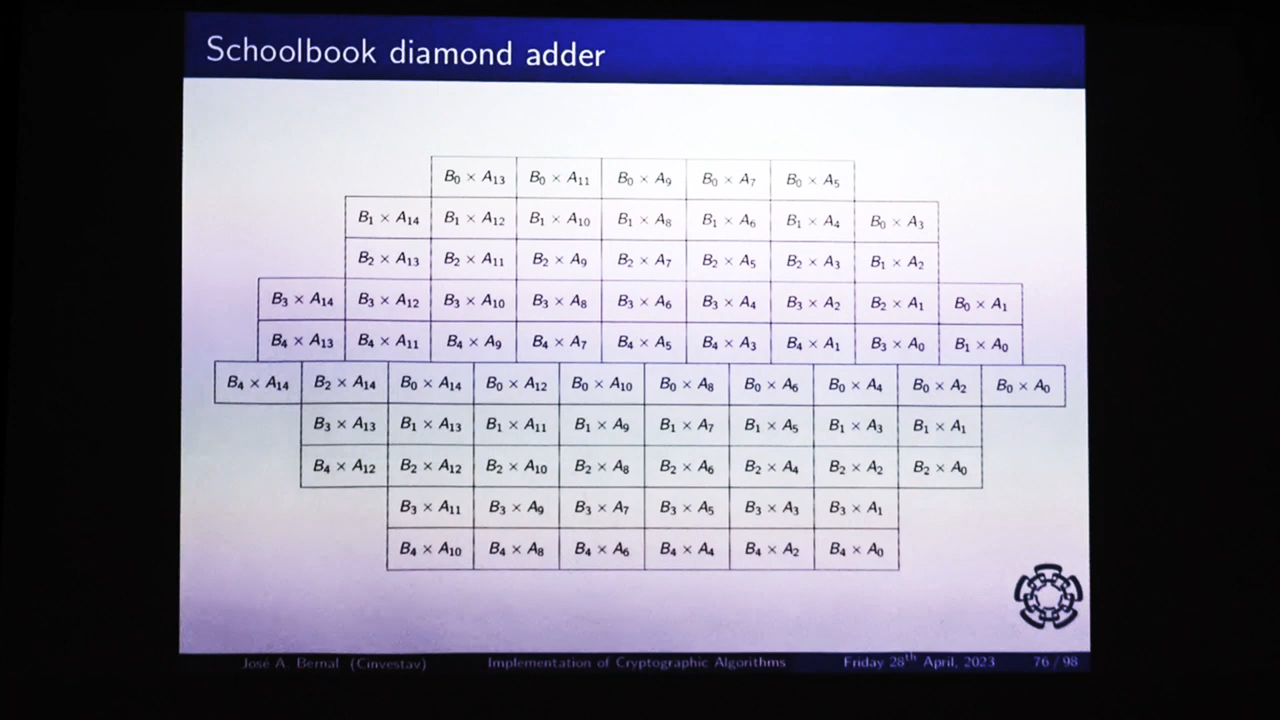 Schoolbook diamond adder
B₀ × A₁₃ B₀ × A₁₁ B₀ × A₉ B₀ × A₇ B₀ × A₅
B₁ × A₁₄ B₁ × A₁₂ B₁ × A₁₀ B₁ × A₈ B₁ × A₆ B₁ × A₄ B₀ × A₃
B₂ × A₁₃ B₂ × A₁₁ B₂ × A₉ B₂ × A₇ B₂ × A₅ B₂ × A₃ B₁ × A₂
B₃ × A₁₄ B₃ × A₁₂ B₃ × A₁₀ B₃ × A₈ B₃ × A₆ B₃ × A₄ B₃ × A₂ B₂ × A₁ B₀ × A₁
B₄ × A₁₃ B₄ × A₁₁ B₄ × A₉ B₄ × A₇ B₄ × A₅ B₄ × A₃ B₄ × A₁ B₃ × A₀ B₁ × A₀
B₄ × A₁₄ B₂ × A₁₄ B₀ × A₁₄ B₀ × A₁₂ B₀ × A₁₀ B₀ × A₈ B₀ × A₆ B₀ × A₄ B₀ × A₂ B₀ × A₀
B₃ × A₁₃ B₁ × A₁₃ B₁ × A₁₁ B₁ × A₉ B₁ × A₇ B₁ × A₅ B₁ × A₃ B₁ × A₁
B₄ × A₁₂ B₂ × A₁₂ B₂ × A₁₀ B₂ × A₈ B₂ × A₆ B₂ × A₄ B₂ × A₂ B₂ × A₀
B₃ × A₁₁ B₃ × A₉ B₃ × A₇ B₃ × A₅ B₃ × A₃ B₃ × A₁
B₄ × A₁₀ B₄ × A₈ B₄ × A₆ B₄ × A₄ B₄ × A₂ B₄ × A₀
José A. Bernal (Cinvestav) Implementation of Cryptographic Algorithms Friday 28ᵗʰ April, 2023 76 / 98